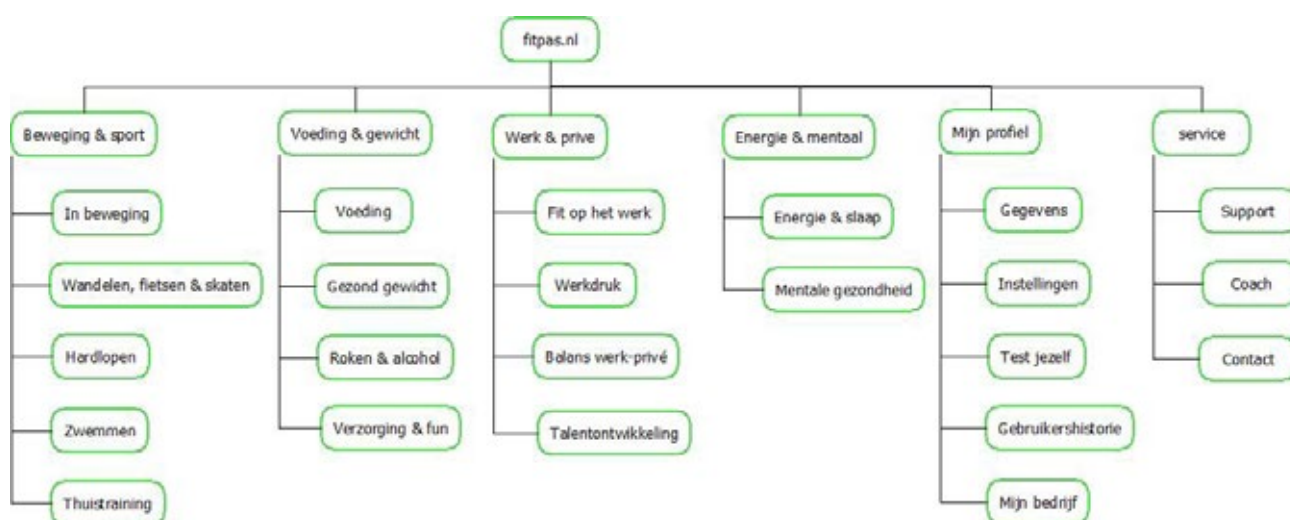 fitpas.nl
Beweging & sport
In beweging
Wandelen, fietsen & skaten
Hardlopen
Zwemmen
Thuistraining
Voeding & gewicht
Voeding
Gezond gewicht
Roken & alcohol
Verzorging & fun
Werk & prive
Fit op het werk
Werkdruk
Balans werk-privé
Talentontwikkeling
Energie & mentaal
Energie & slaap
Mentale gezondheid
Mijn profiel
Gegevens
Instellingen
Test jezelf
Gebruikershistorie
Mijn bedrijf
service
Support
Coach
Contact